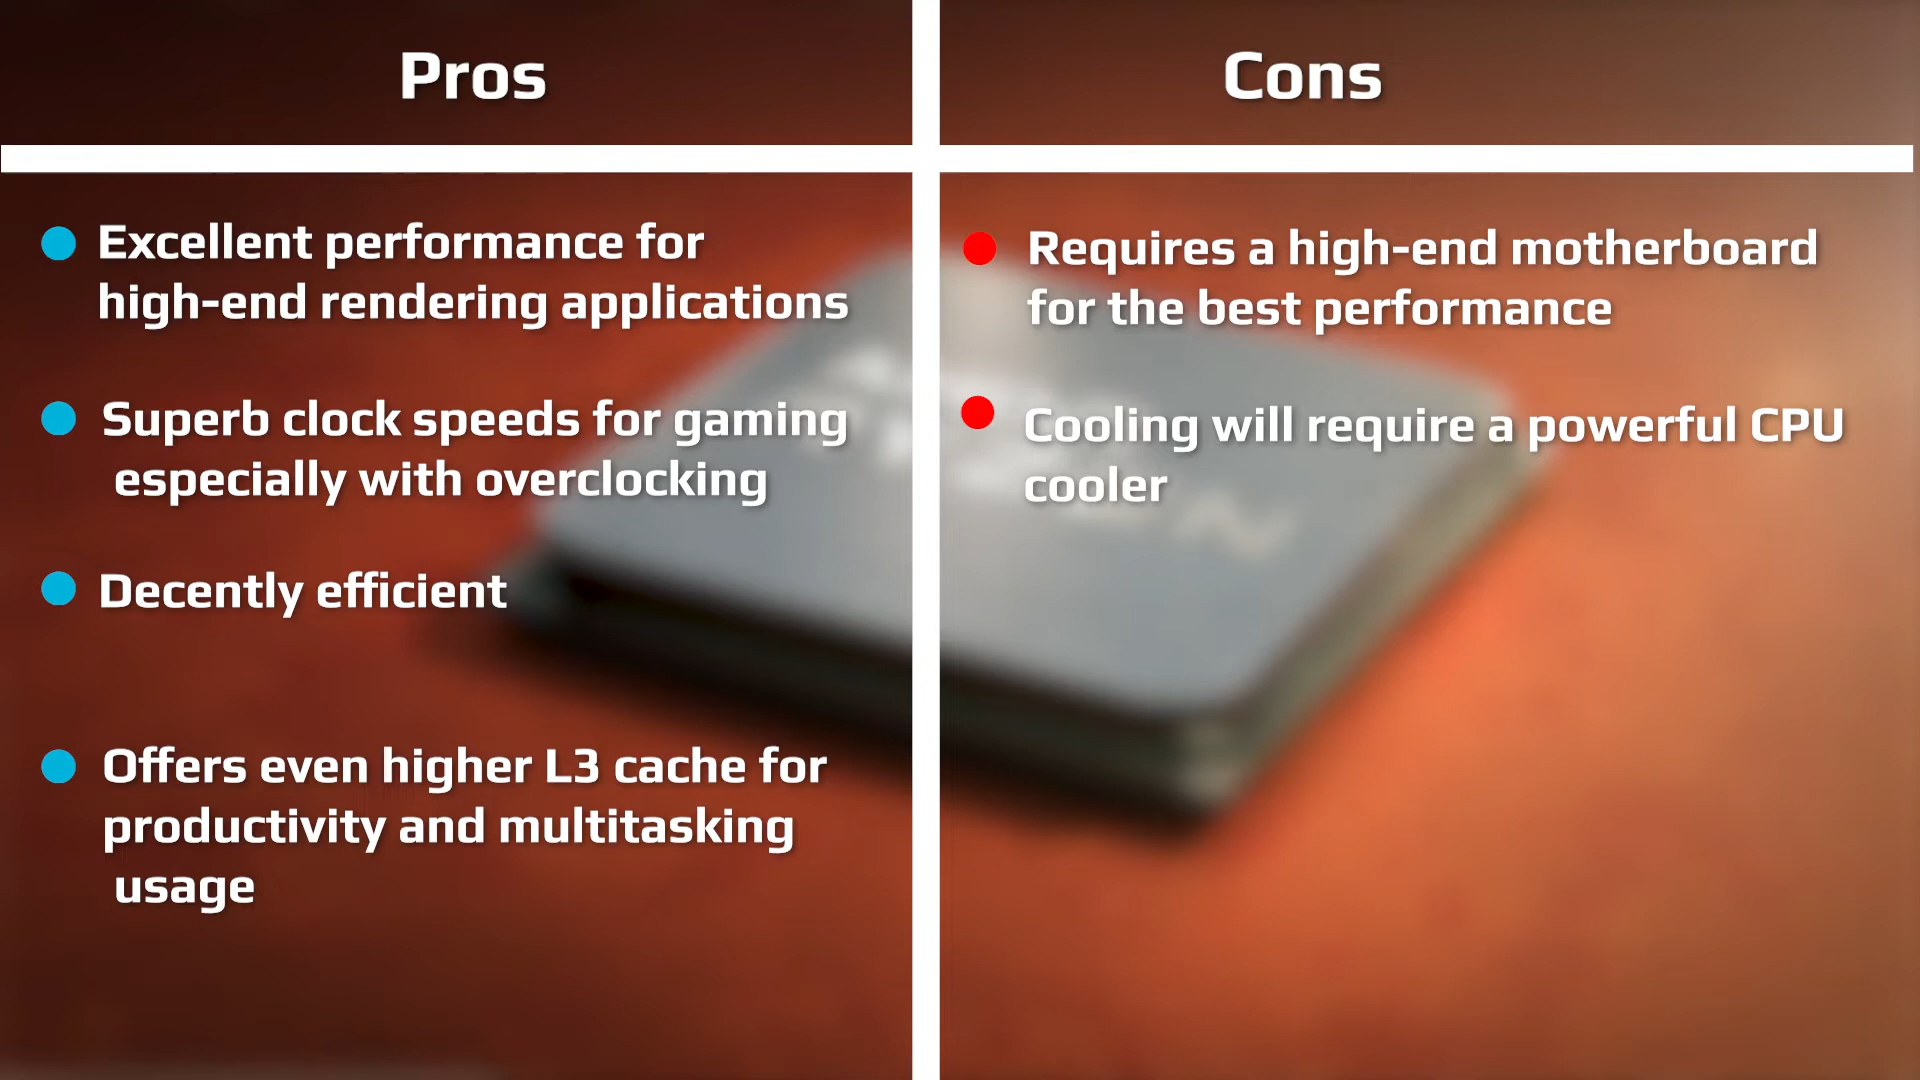 Pros
Excellent performance for
high-end rendering applications
Superb clock speeds for gaming
especially with overclocking
Decently efficient
Offers even higher L3 cache for
productivity and multitasking
usage
Cons
Requires a high-end motherboard
for the best performance
Cooling will require a powerful CPU
cooler